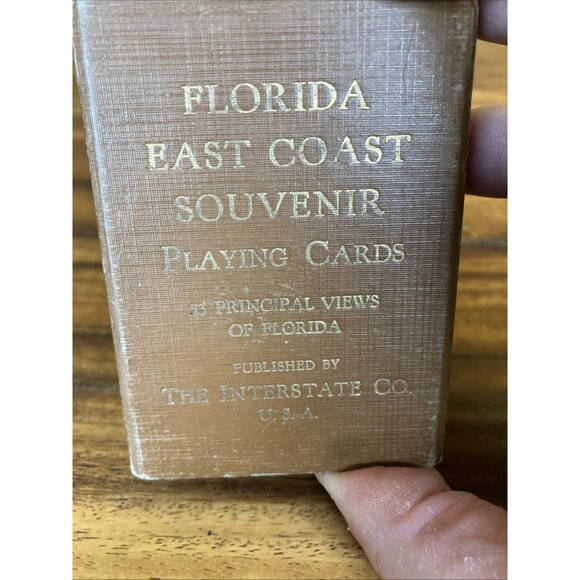 FLORIDA
EAST COAST
SOUVENIR
PLAYING CARDS
53 PRINCIPAL VIEWS
OF FLORIDA
PUBLISHED BY
THE INTERSTATE CO.
U. S. A.